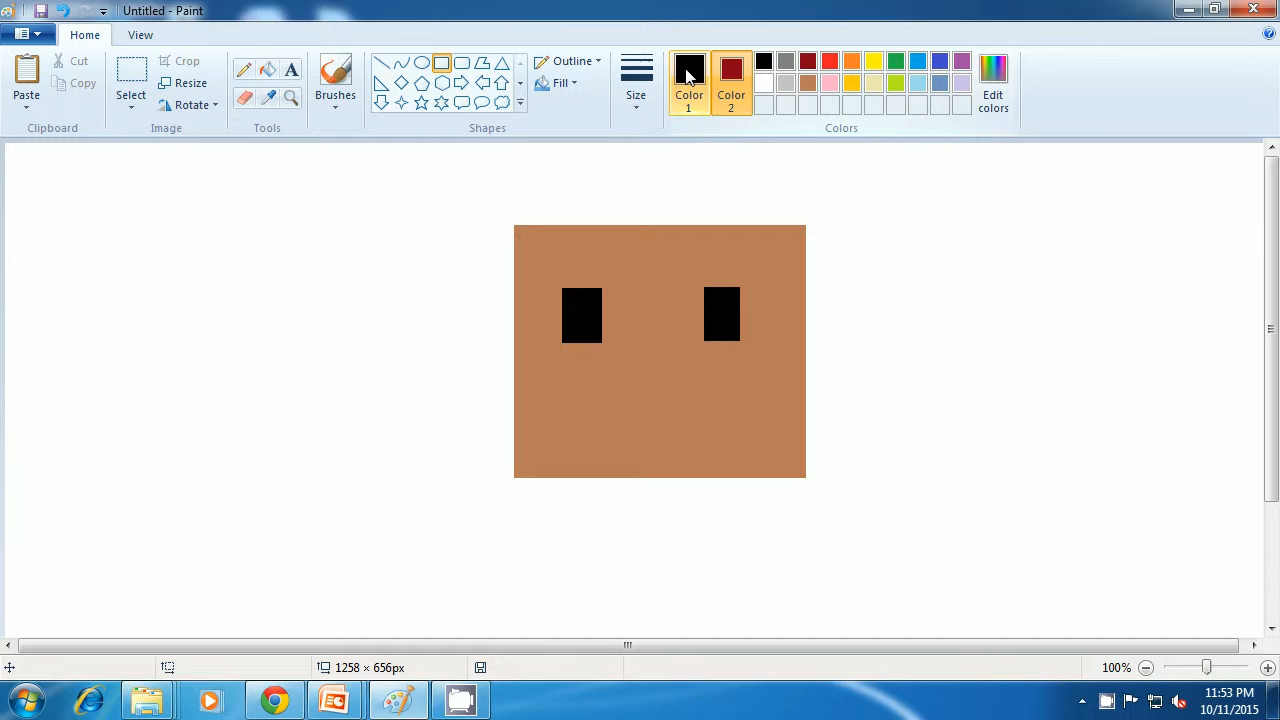 Untitled - Paint
Home View
Paste
Cut
Copy
Clipboard
Select
Crop
Resize
Rotate
Image
A
Tools
Brushes
Shapes
Outline
Fill
Size
Color 1
Color 2
Colors
Edit colors
1258 × 656px
100%
11:53 PM
10/11/2015